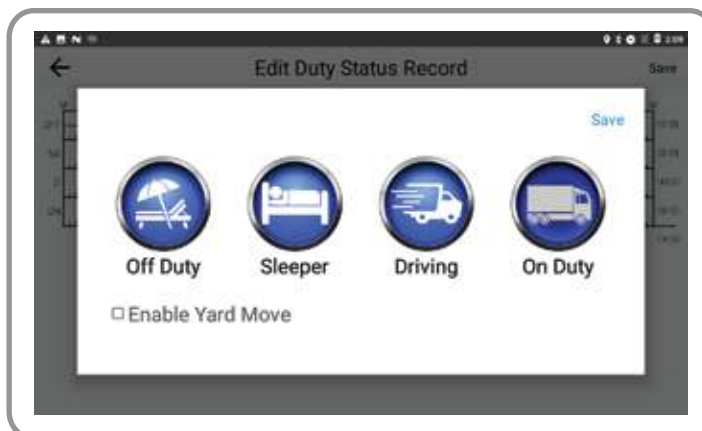 Edit Duty Status Record
Save
Save
Off Duty
Sleeper
Driving
On Duty
Enable Yard Move